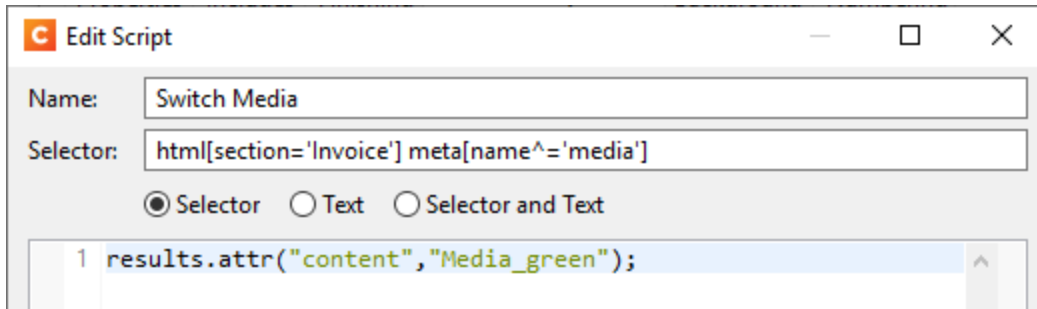 C Edit Script
Name: Switch Media
Selector: html[section='Invoice'] meta[name^='media']
Selector Text Selector and Text
1 results.attr("content","Media_green");